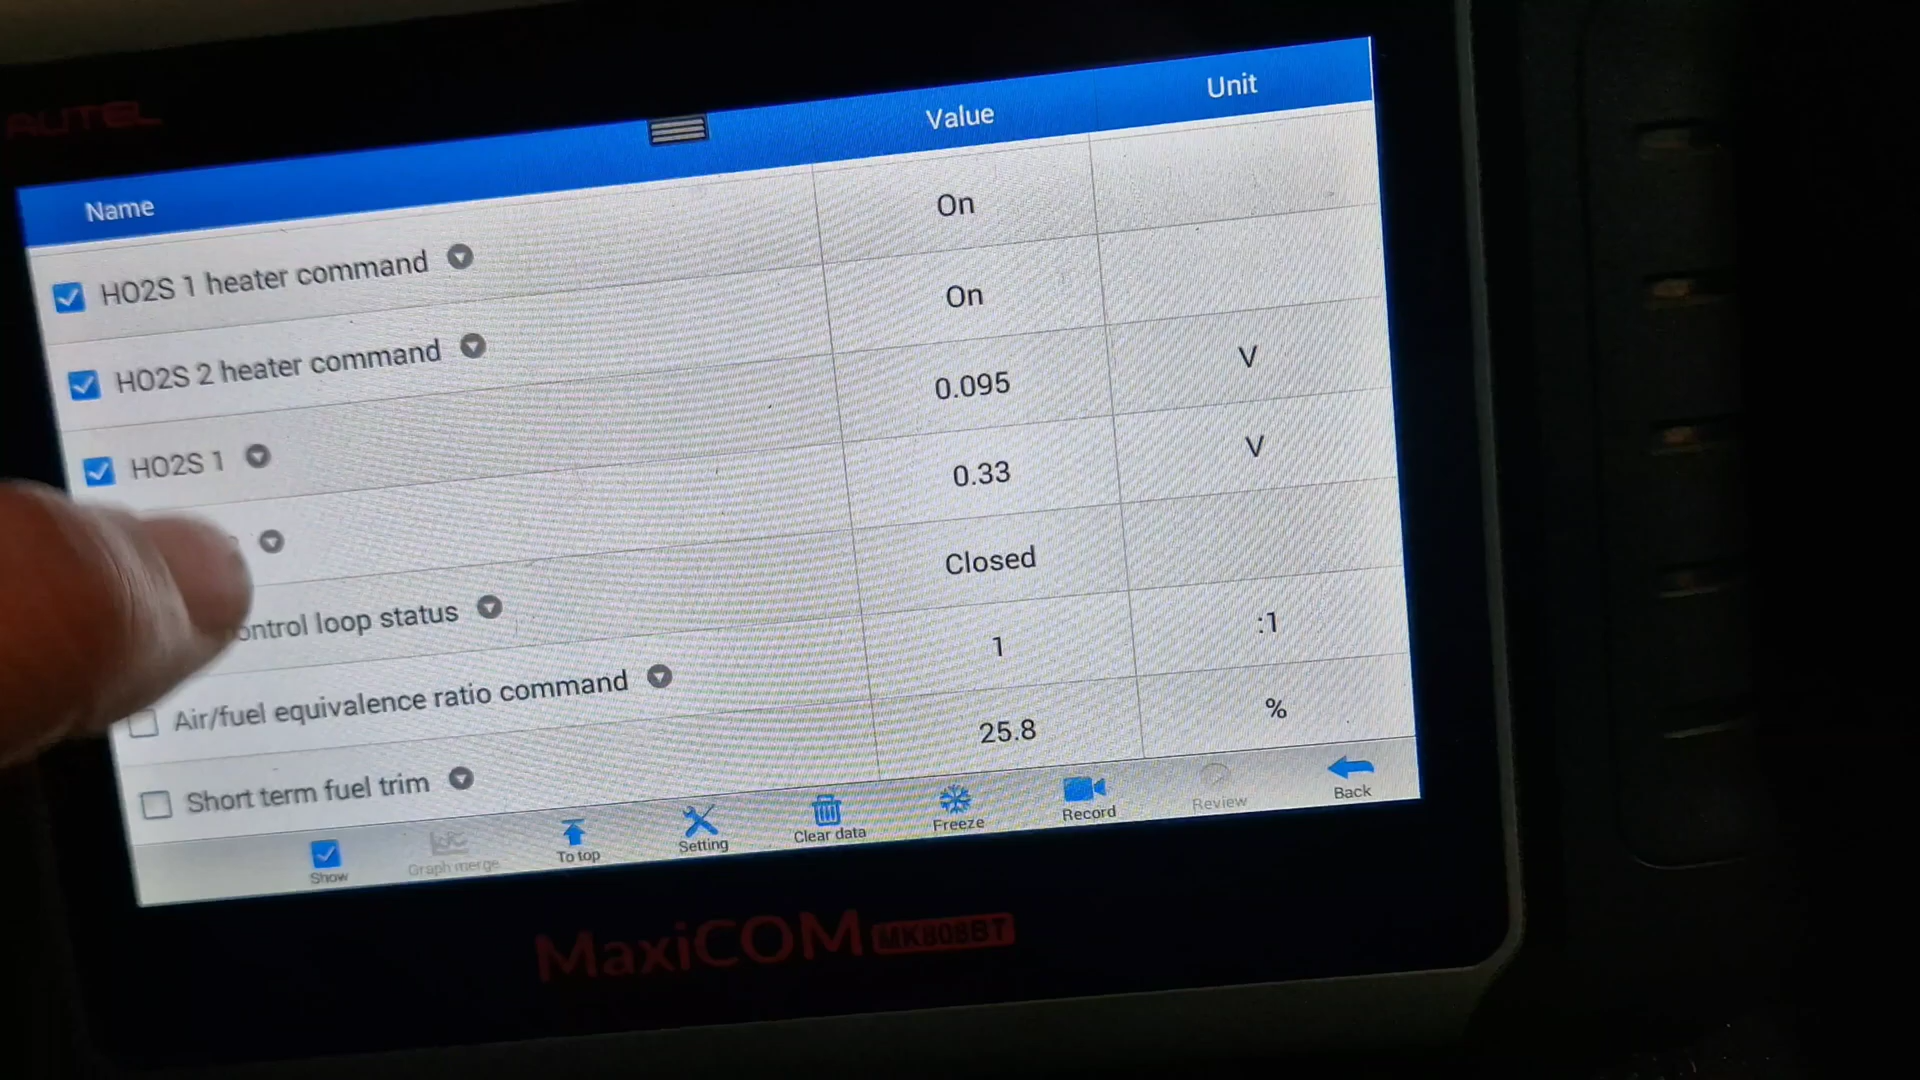 AUTEL
Name Value Unit
HO2S 1 heater command On
HO2S 2 heater command On
HO2S 1 0.095 V
0.33 V
ontrol loop status Closed
Air/fuel equivalence ratio command 1 :1
Short term fuel trim 25.8 %
Show Graph merge To top Setting Clear data Freeze Record Review Back
MaxiCOM MK808BT